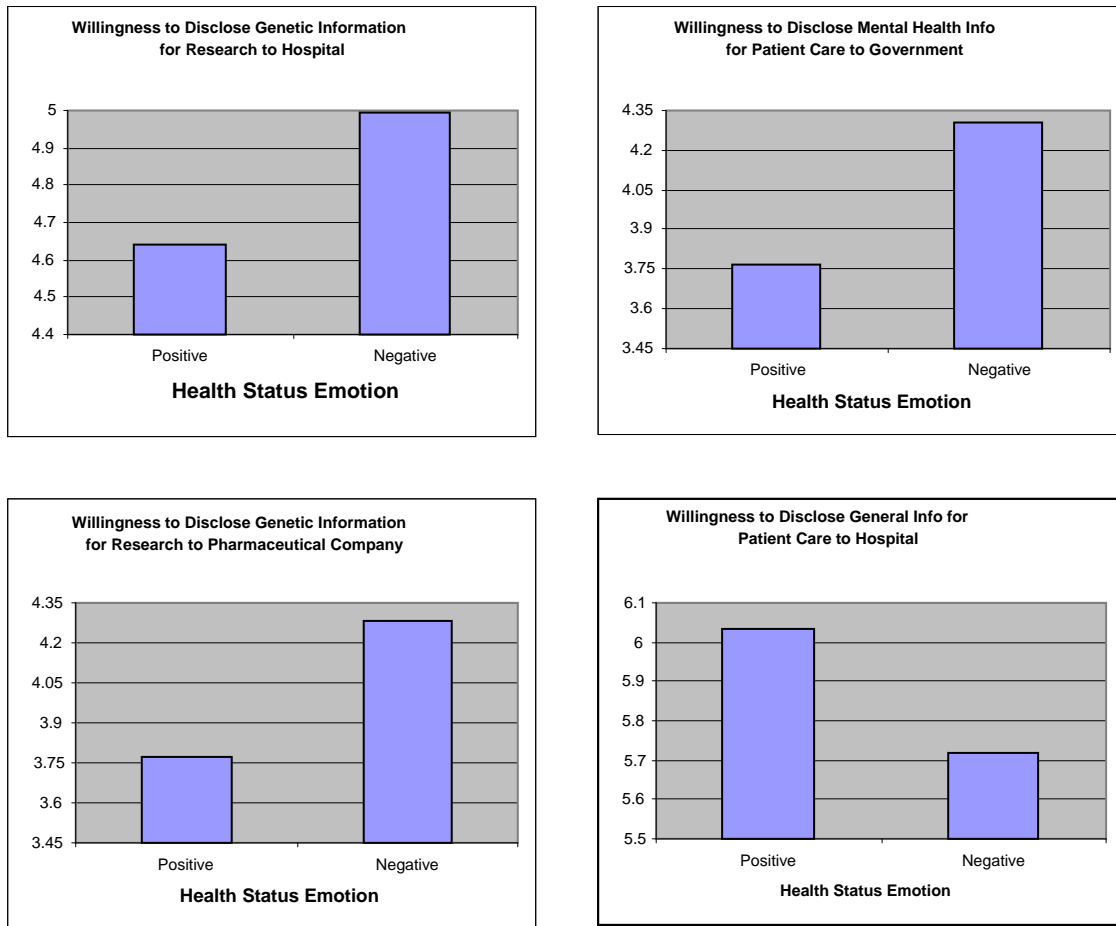 Willingness to Disclose Genetic Information
for Research to Hospital
5
4.9
4.8
4.7
4.6
4.5
4.4
Positive Negative
Health Status Emotion
Willingness to Disclose Mental Health Info
for Patient Care to Government
4.35
4.2
4.05
3.9
3.75
3.6
3.45
Positive Negative
Health Status Emotion
Willingness to Disclose Genetic Information
for Research to Pharmaceutical Company
4.35
4.2
4.05
3.9
3.75
3.6
3.45
Positive Negative
Health Status Emotion
Willingness to Disclose General Info for
Patient Care to Hospital
6.1
6
5.9
5.8
5.7
5.6
5.5
Positive Negative
Health Status Emotion